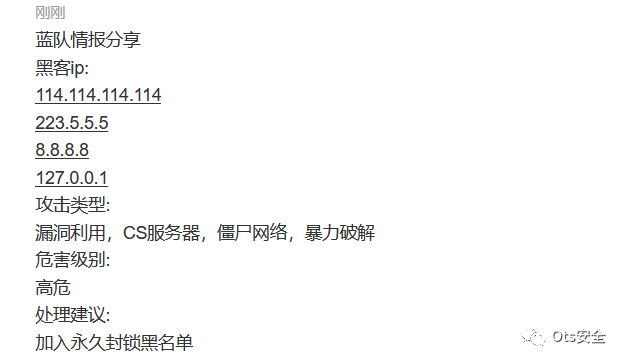 刚刚
蓝队情报分享
黑客ip:
114.114.114.114
223.5.5.5
8.8.8.8
127.0.0.1
攻击类型:
漏洞利用，CS服务器，僵尸网络，暴力破解
危害级别:
高危
处理建议:
加入永久封锁黑名单
Ots安全